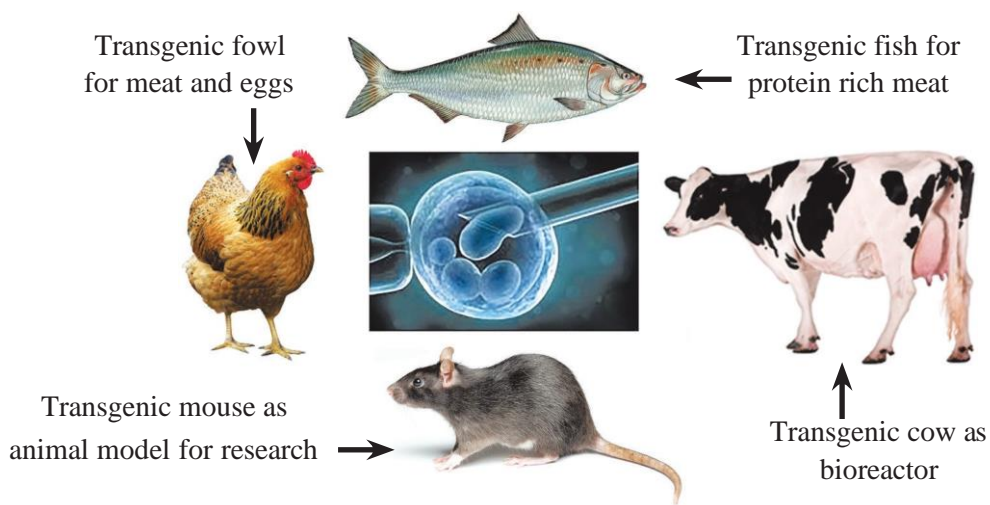 Transgenic fowl
for meat and eggs
Transgenic fish for
protein rich meat
Transgenic mouse as
animal model for research
Transgenic cow as
bioreactor